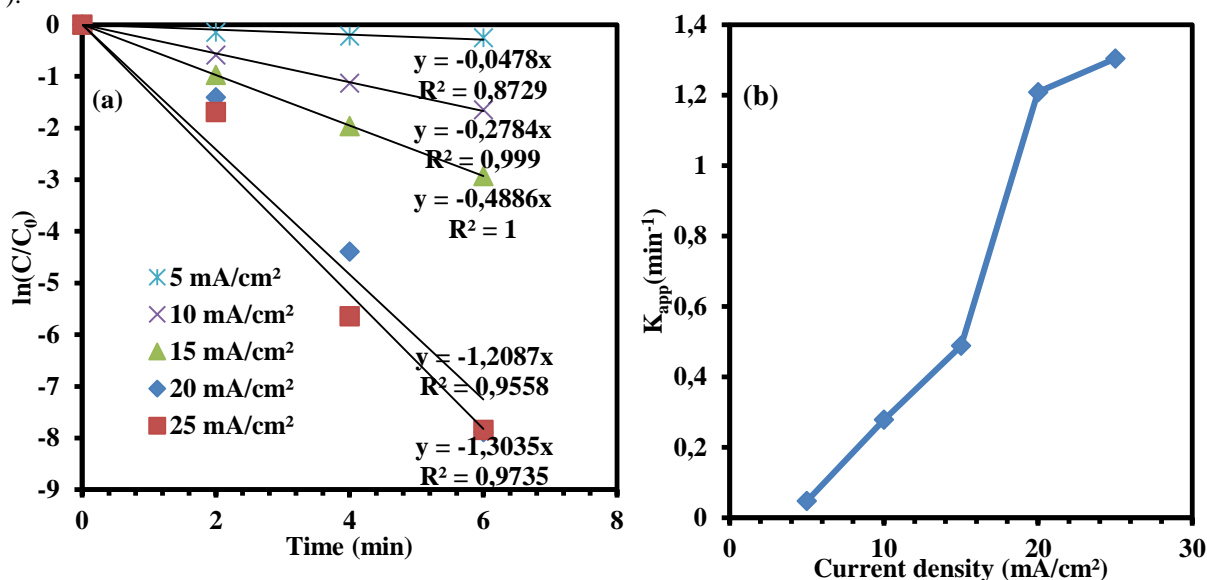 ).
0
-1
-2
-3
-4
-5
-6
-7
-8
-9
ln(C/C₀)
(a)
y = -0,0478x
R² = 0,8729
y = -0,2784x
R² = 0,999
y = -0,4886x
R² = 1
5 mA/cm²
10 mA/cm²
15 mA/cm²
20 mA/cm²
25 mA/cm²
y = -1,2087x
R² = 0,9558
y = -1,3035x
R² = 0,9735
0 2 4 6 8
Time (min)
1,4
1,2
1
0,8
0,6
0,4
0,2
0
Kapp(min⁻¹)
(b)
0 10 20 30
Current density (mA/cm²)